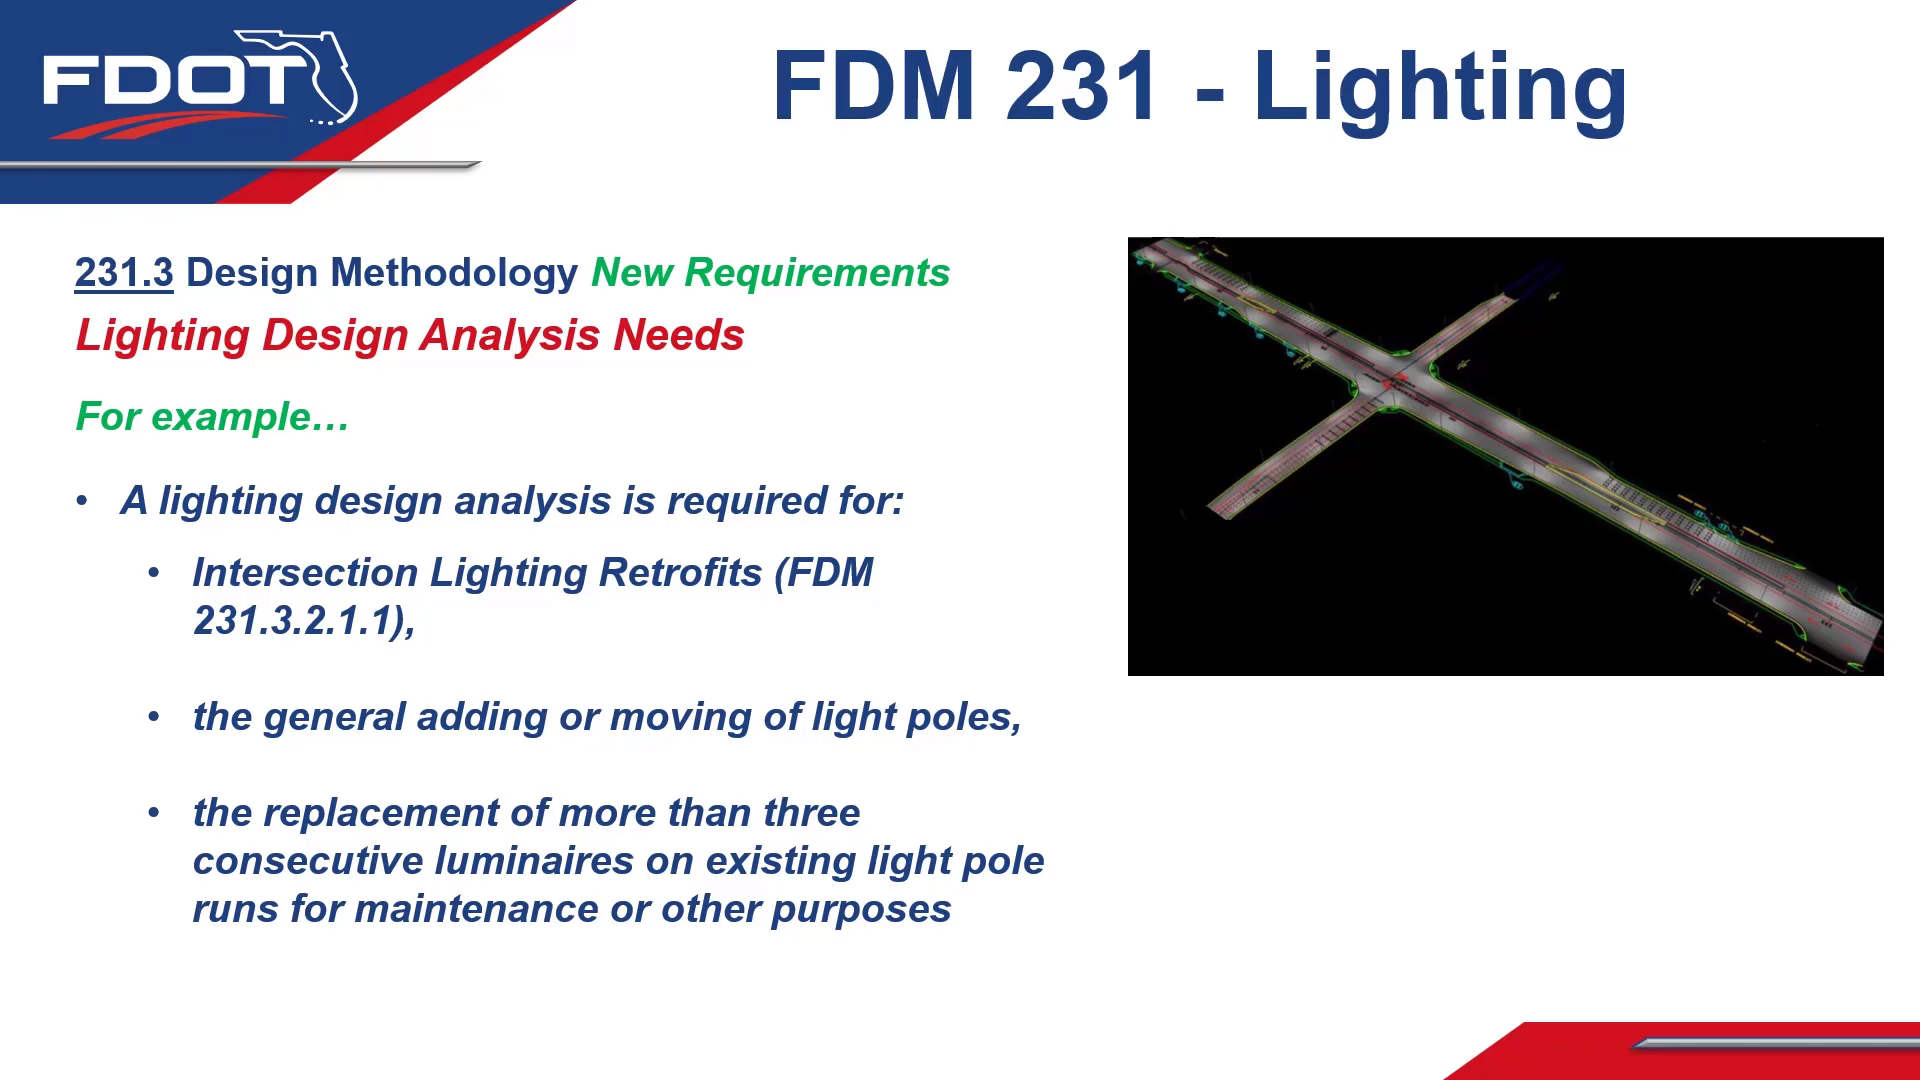 FDOT
FDM 231 - Lighting
231.3 Design Methodology New Requirements
Lighting Design Analysis Needs
For example…
• A lighting design analysis is required for:
• Intersection Lighting Retrofits (FDM
231.3.2.1.1),
• the general adding or moving of light poles,
• the replacement of more than three
consecutive luminaires on existing light pole
runs for maintenance or other purposes